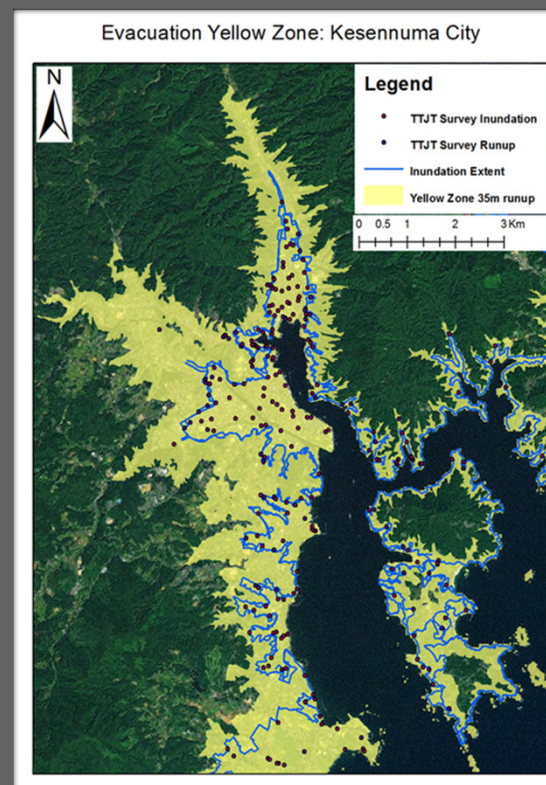 Evacuation Yellow Zone: Kesennuma City
N
Legend
TTJT Survey Inundation
TTJT Survey Runup
Inundation Extent
Yellow Zone 35m runup
0 0.5 1 2 3 Km